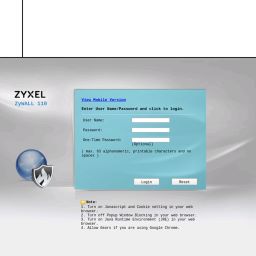 ZYXEL
ZyWALL 110
View Mobile Version
Enter User Name/Password and click to login.
User Name:
Password:
One-Time Password:
(Optional)
( max. 63 alphanumeric, printable characters and no
spaces )
Login
Reset
Note:
1. Turn on Javascript and Cookie setting in your web
browser.
2. Turn off Popup Window Blocking in your web browser.
3. Turn on Java Runtime Environment (JRE) in your web
browser.
4. Allow Gears if you are using Google Chrome.